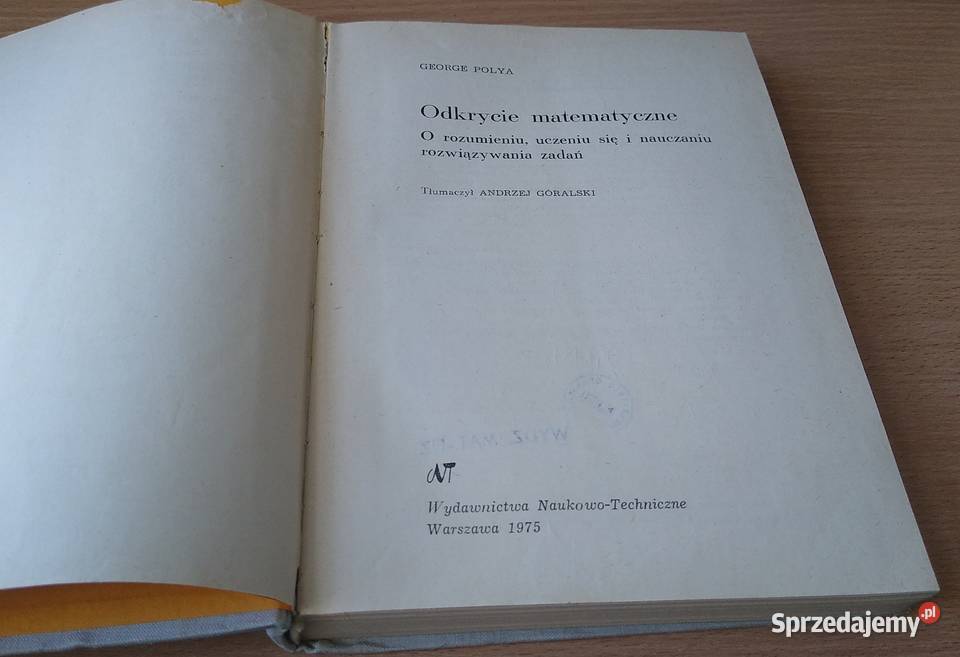 GEORGE POLYA
Odkrycie matematyczne
O rozumieniu, uczeniu się i nauczaniu
rozwiązywania zadań
Tłumaczył ANDRZEJ GÓRALSKI
WNT
Wydawnictwa Naukowo-Techniczne
Warszawa 1975
Sprzedajemy.pl